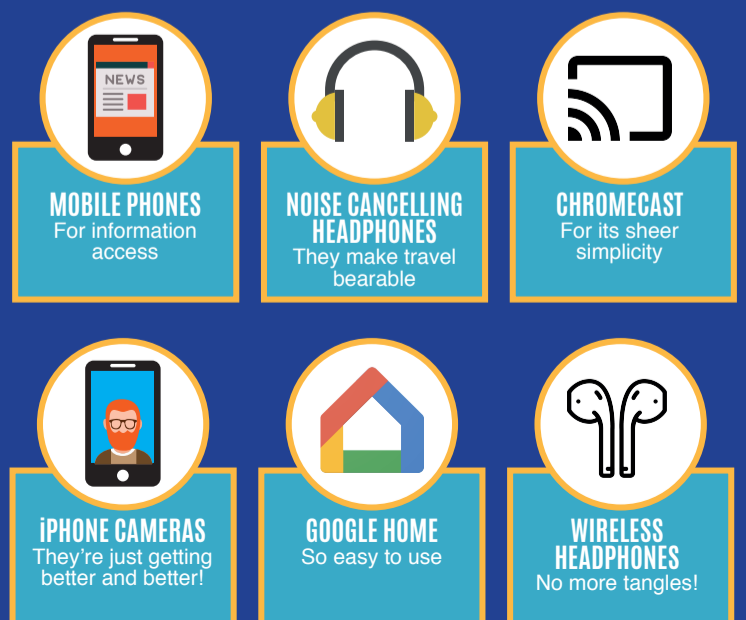 NEWS
MOBILE PHONES
For information
access
NOISE CANCELLING
HEADPHONES
They make travel
bearable
CHROMECAST
For its sheer
simplicity
iPHONE CAMERAS
They're just getting
better and better!
GOOGLE HOME
So easy to use
WIRELESS
HEADPHONES
No more tangles!